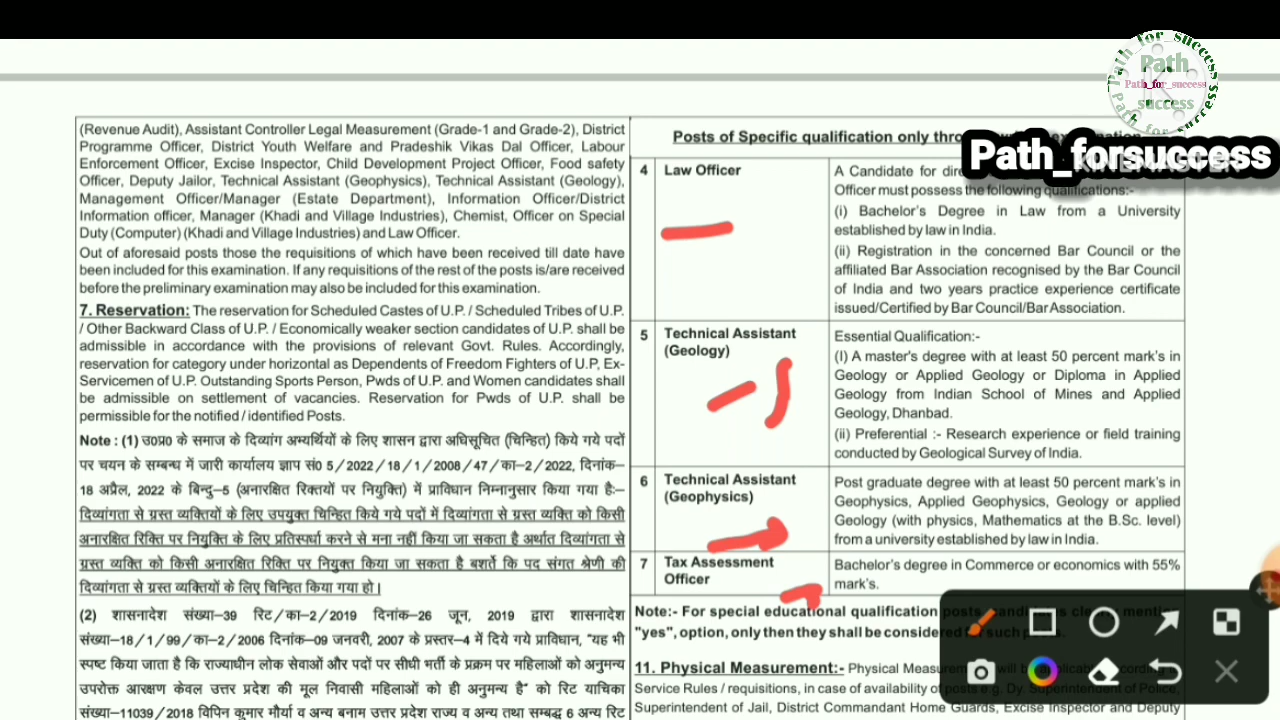 Path_for_success
Path
Path_for_success
success
Path_forsuccess
(Revenue Audit), Assistant Controller Legal Measurement (Grade-1 and Grade-2), District
Programme Officer, District Youth Welfare and Pradeshik Vikas Dal Officer, Labour
Enforcement Officer, Excise Inspector, Child Development Project Officer, Food safety
Officer, Deputy Jailor, Technical Assistant (Geophysics), Technical Assistant (Geology),
Management Officer/Manager (Estate Department), Information Officer/District
Information officer, Manager (Khadi and Village Industries), Chemist, Officer on Special
Duty (Computer) (Khadi and Village Industries) and Law Officer.
Out of aforesaid posts those the requisitions of which have been received till date have
been included for this examination. If any requisitions of the rest of the posts is/are received
before the preliminary examination may also be included for this examination.
7. Reservation: The reservation for Scheduled Castes of U.P. / Scheduled Tribes of U.P.
/ Other Backward Class of U.P. / Economically weaker section candidates of U.P. shall be
admissible in accordance with the provisions of relevant Govt. Rules. Accordingly,
reservation for category under horizontal as Dependents of Freedom Fighters of U.P, Ex-
Servicemen of U.P. Outstanding Sports Person, Pwds of U.P. and Women candidates shall
be admissible on settlement of vacancies. Reservation for Pwds of U.P. shall be
permissible for the notified / identified Posts.
Note : (1) उ0प्र0 के समाज के दिव्यांग अभ्यर्थियों के लिए शासन द्वारा अधिसूचित (चिन्हित) किये गये पदों
पर चयन के सम्बन्ध में जारी कार्यालय ज्ञाप सं0 5/2022/18/1/2008/47/का-2/2022, दिनांक-
18 अप्रैल, 2022 के बिन्दु-5 (अनारक्षित रिक्तियों पर नियुक्ति) में प्राविधान निम्नानुसार किया गया है:-
दिव्यांगता से ग्रस्त व्यक्तियों के लिए उपयुक्त चिन्हित किये गये पदों में दिव्यांगता से ग्रस्त व्यक्ति को किसी
अनारक्षित रिक्ति पर नियुक्ति के लिए प्रतिस्पर्धा करने से मना नहीं किया जा सकता है अर्थात दिव्यांगता से
ग्रस्त व्यक्ति को किसी अनारक्षित रिक्ति पर नियुक्त किया जा सकता है बशर्ते कि पद संगत श्रेणी की
दिव्यांगता से ग्रस्त व्यक्तियों के लिए चिन्हित किया गया हो।
(2) शासनादेश संख्या-39 रिट/का-2/2019 दिनांक-26 जून, 2019 द्वारा शासनादेश
संख्या-18/1/99/का-2/2006 दिनांक-09 जनवरी, 2007 के प्रस्तर-4 में दिये गये प्राविधान, "यह भी
स्पष्ट किया जाता है कि राज्याधीन लोक सेवाओं और पदों पर सीधी भर्ती के प्रक्रम पर महिलाओं को अनुमन्य
उपरोक्त आरक्षण केवल उत्तर प्रदेश की मूल निवासी महिलाओं को ही अनुमन्य है" को रिट याचिका
संख्या-11039/2018 विपिन कुमार मौर्या व अन्य बनाम उत्तर प्रदेश राज्य व अन्य तथा सम्बद्ध 6 अन्य रिट
Posts of Specific qualification only
4 Law Officer
A Candidate for
Officer must possess the following qualifications:-
(i) Bachelor's Degree in Law from a University
established by law in India.
(ii) Registration in the concerned Bar Council or the
affiliated Bar Association recognised by the Bar Council
of India and two years practice experience certificate
issued/Certified by Bar Council/Bar Association.
5 Technical Assistant
(Geology)
Essential Qualification:-
(I) A master's degree with at least 50 percent mark's in
Geology or Applied Geology or Diploma in Applied
Geology from Indian School of Mines and Applied
Geology, Dhanbad.
(ii) Preferential :- Research experience or field training
conducted by Geological Survey of India.
6 Technical Assistant
(Geophysics)
Post graduate degree with at least 50 percent mark's in
Geophysics, Applied Geophysics, Geology or applied
Geology (with physics, Mathematics at the B.Sc. level)
from a university established by law in India.
7 Tax Assessment
Officer
Bachelor's degree in Commerce or economics with 55%
mark's.
Note:- For special educational qualification
"yes", option, only then they shall be considered such
11. Physical Measurement:- Physical
Service Rules / requisitions, in case of availability of
Superintendent of Jail, District Command